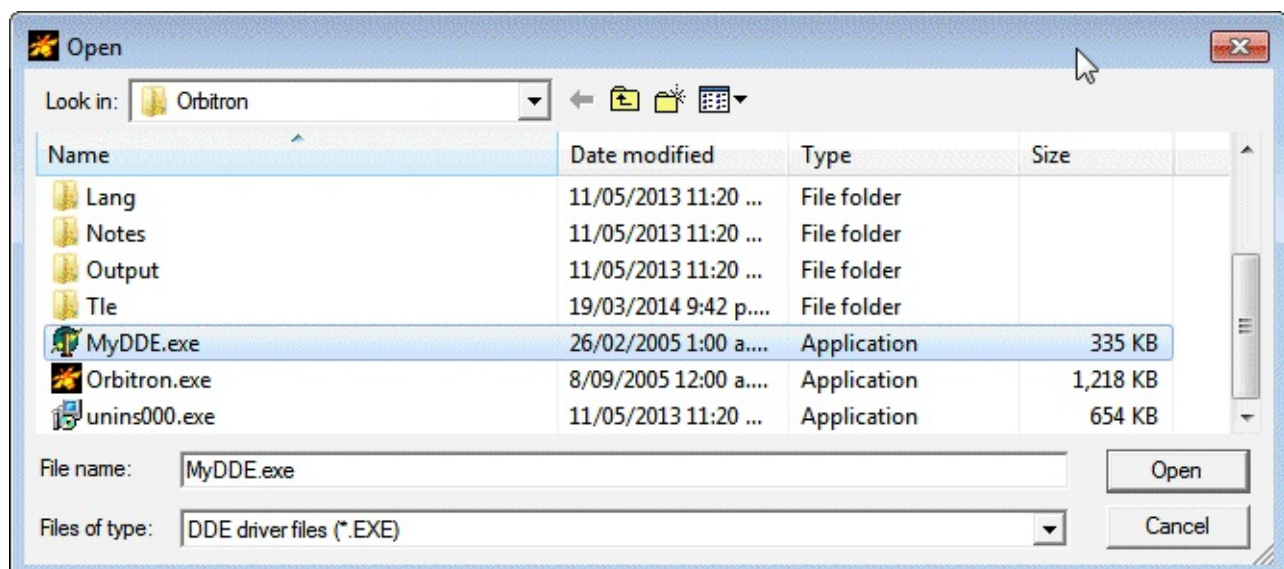 Open
Look in: Orbitron
Name Date modified Type Size
Lang 11/05/2013 11:20 ... File folder
Notes 11/05/2013 11:20 ... File folder
Output 11/05/2013 11:20 ... File folder
Tle 19/03/2014 9:42 p.... File folder
MyDDE.exe 26/02/2005 1:00 a.... Application 335 KB
Orbitron.exe 8/09/2005 12:00 a.... Application 1,218 KB
unins000.exe 11/05/2013 11:20 ... Application 654 KB
File name: MyDDE.exe Open
Files of type: DDE driver files (*.EXE) Cancel